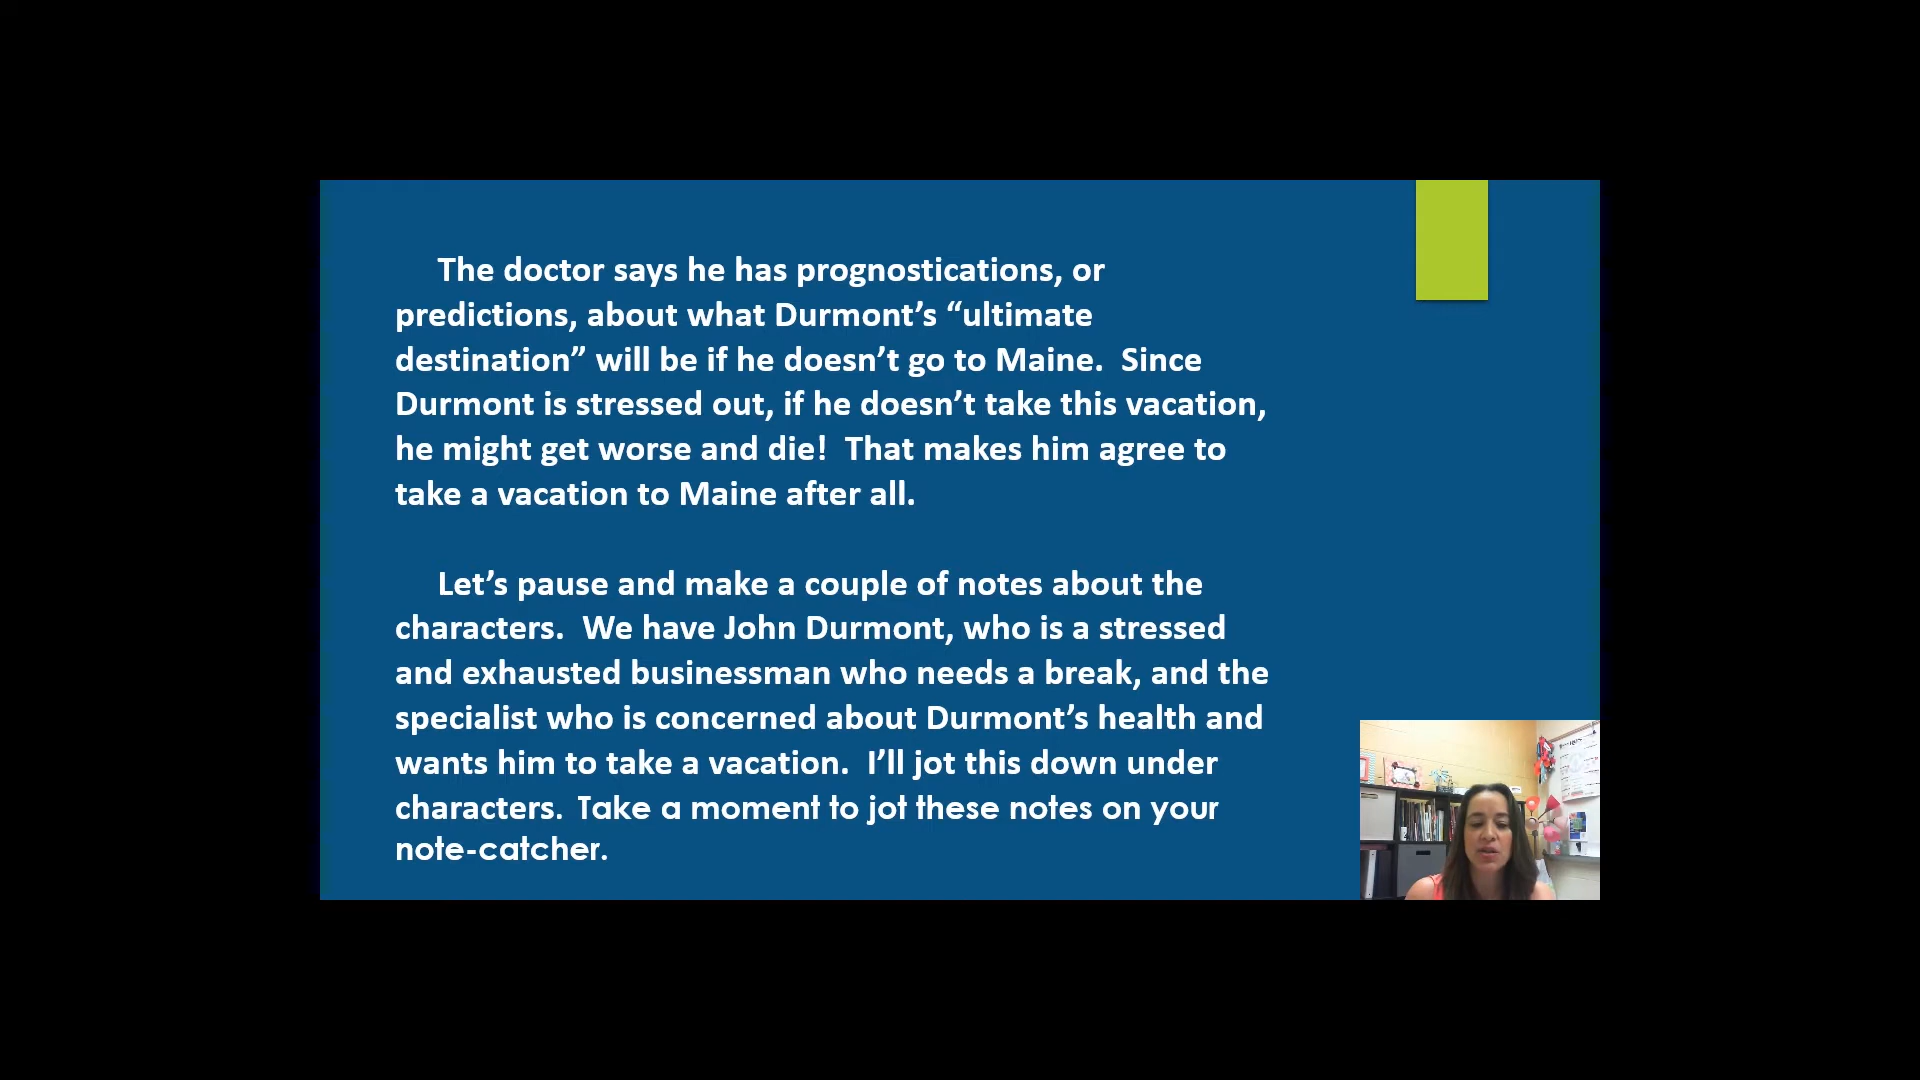 The doctor says he has prognostications, or
predictions, about what Durmont’s “ultimate
destination” will be if he doesn’t go to Maine.  Since
Durmont is stressed out, if he doesn’t take this vacation,
he might get worse and die!  That makes him agree to
take a vacation to Maine after all.
Let’s pause and make a couple of notes about the
characters.  We have John Durmont, who is a stressed
and exhausted businessman who needs a break, and the
specialist who is concerned about Durmont’s health and
wants him to take a vacation.  I’ll jot this down under
characters. Take a moment to jot these notes on your
note-catcher.